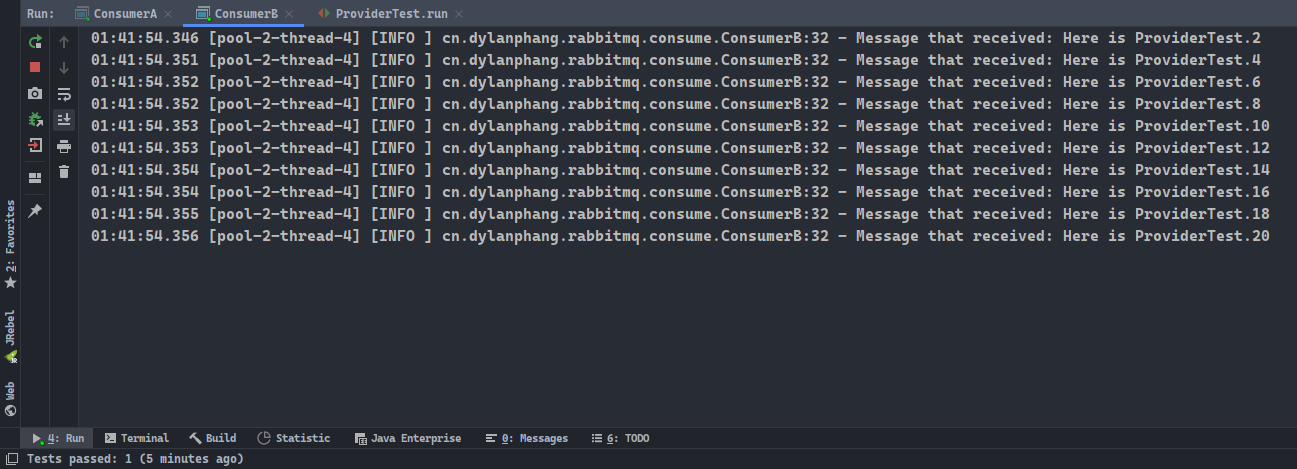 Run: ConsumerA ConsumerB ProviderTest.run
01:41:54.346 [pool-2-thread-4] [INFO ] cn.dylanphang.rabbitmq.consume.ConsumerB:32 - Message that received: Here is ProviderTest.2
01:41:54.351 [pool-2-thread-4] [INFO ] cn.dylanphang.rabbitmq.consume.ConsumerB:32 - Message that received: Here is ProviderTest.4
01:41:54.352 [pool-2-thread-4] [INFO ] cn.dylanphang.rabbitmq.consume.ConsumerB:32 - Message that received: Here is ProviderTest.6
01:41:54.352 [pool-2-thread-4] [INFO ] cn.dylanphang.rabbitmq.consume.ConsumerB:32 - Message that received: Here is ProviderTest.8
01:41:54.353 [pool-2-thread-4] [INFO ] cn.dylanphang.rabbitmq.consume.ConsumerB:32 - Message that received: Here is ProviderTest.10
01:41:54.353 [pool-2-thread-4] [INFO ] cn.dylanphang.rabbitmq.consume.ConsumerB:32 - Message that received: Here is ProviderTest.12
01:41:54.354 [pool-2-thread-4] [INFO ] cn.dylanphang.rabbitmq.consume.ConsumerB:32 - Message that received: Here is ProviderTest.14
01:41:54.354 [pool-2-thread-4] [INFO ] cn.dylanphang.rabbitmq.consume.ConsumerB:32 - Message that received: Here is ProviderTest.16
01:41:54.355 [pool-2-thread-4] [INFO ] cn.dylanphang.rabbitmq.consume.ConsumerB:32 - Message that received: Here is ProviderTest.18
01:41:54.356 [pool-2-thread-4] [INFO ] cn.dylanphang.rabbitmq.consume.ConsumerB:32 - Message that received: Here is ProviderTest.20
2: Favorites
JRebel
Web
4: Run Terminal Build Statistic Java Enterprise 0: Messages 6: TODO
Tests passed: 1 (5 minutes ago)